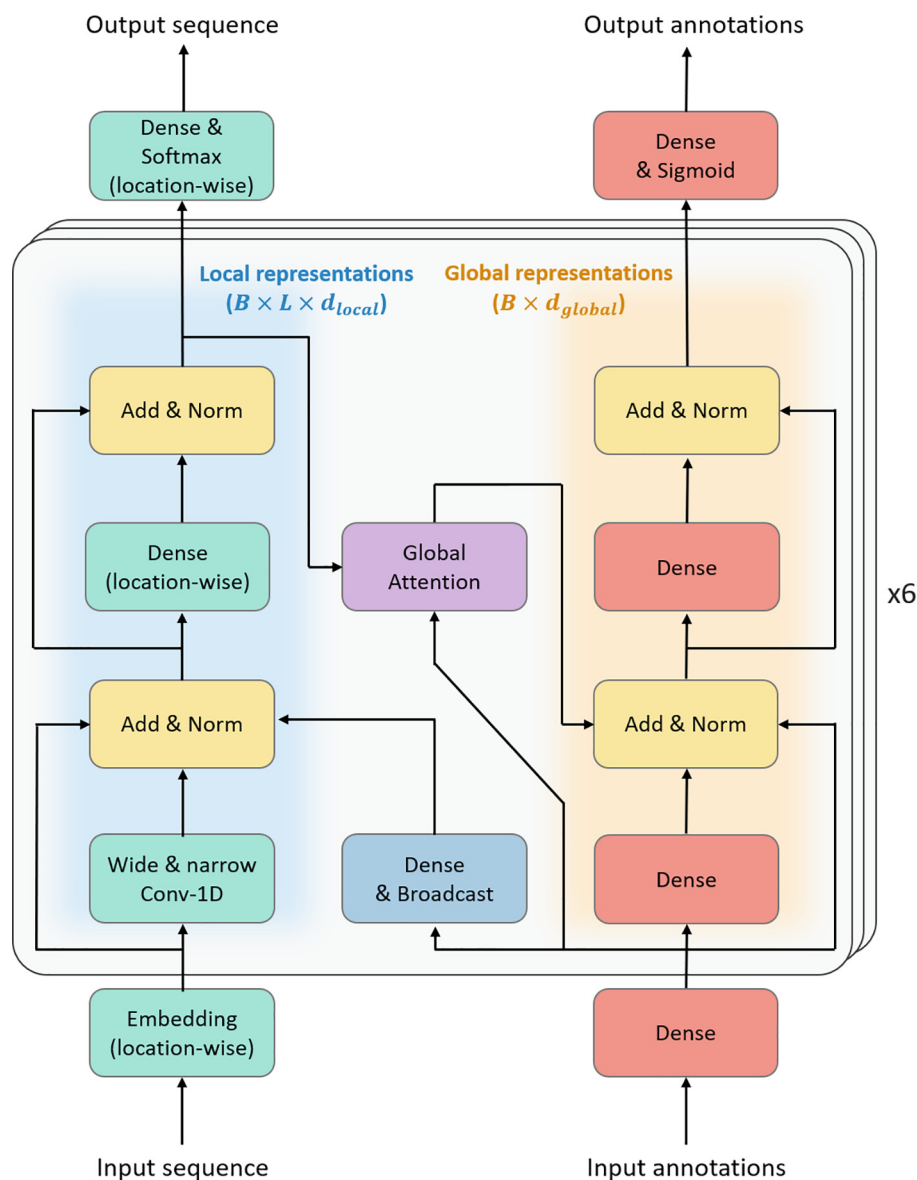 Output sequence
Output annotations
Dense &
Softmax
(location-wise)
Dense
& Sigmoid
Local representations
(B × L × d_local)
Global representations
(B × d_global)
Add & Norm
Add & Norm
Dense
(location-wise)
Global
Attention
Dense
x6
Add & Norm
Add & Norm
Wide & narrow
Conv-1D
Dense
& Broadcast
Dense
Embedding
(location-wise)
Dense
Input sequence
Input annotations